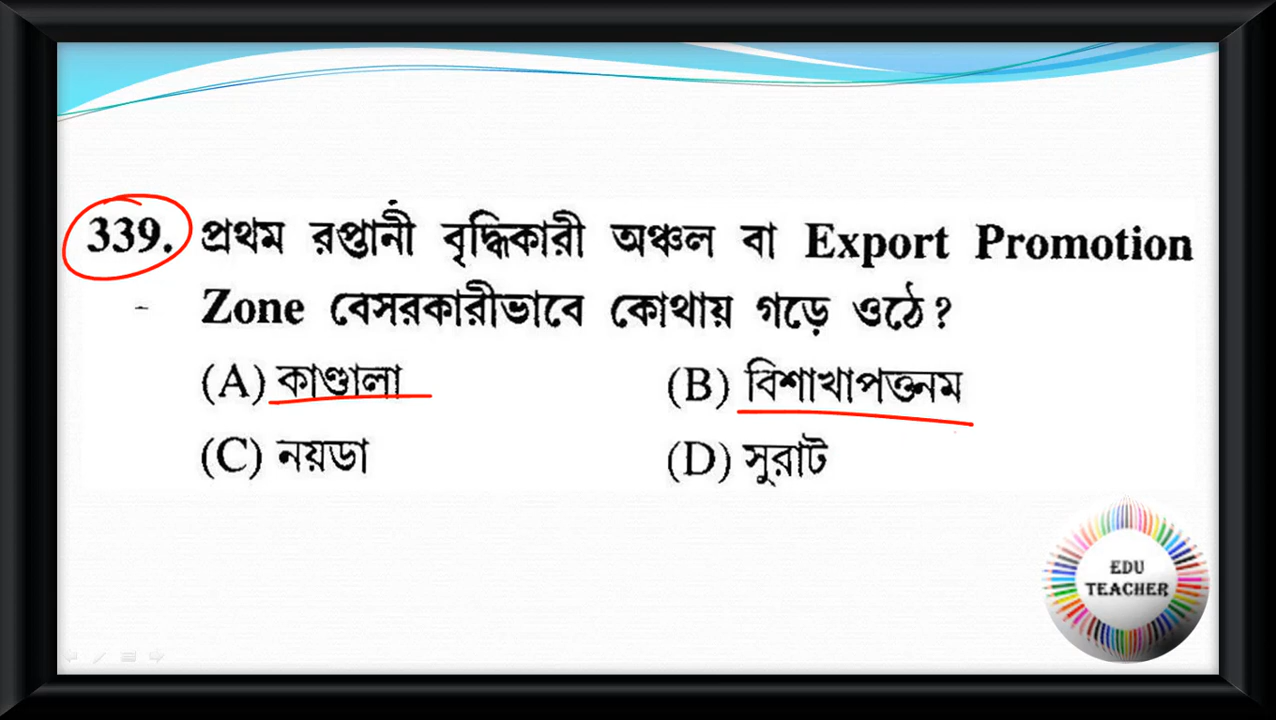 339. প্রথম রপ্তানী বৃদ্ধিকারী অঞ্চল বা Export Promotion
Zone বেসরকারীভাবে কোথায় গড়ে ওঠে?
(A) কাণ্ডালা (B) বিশাখাপত্তনম
(C) নয়ডা (D) সুরাট
EDU
TEACHER